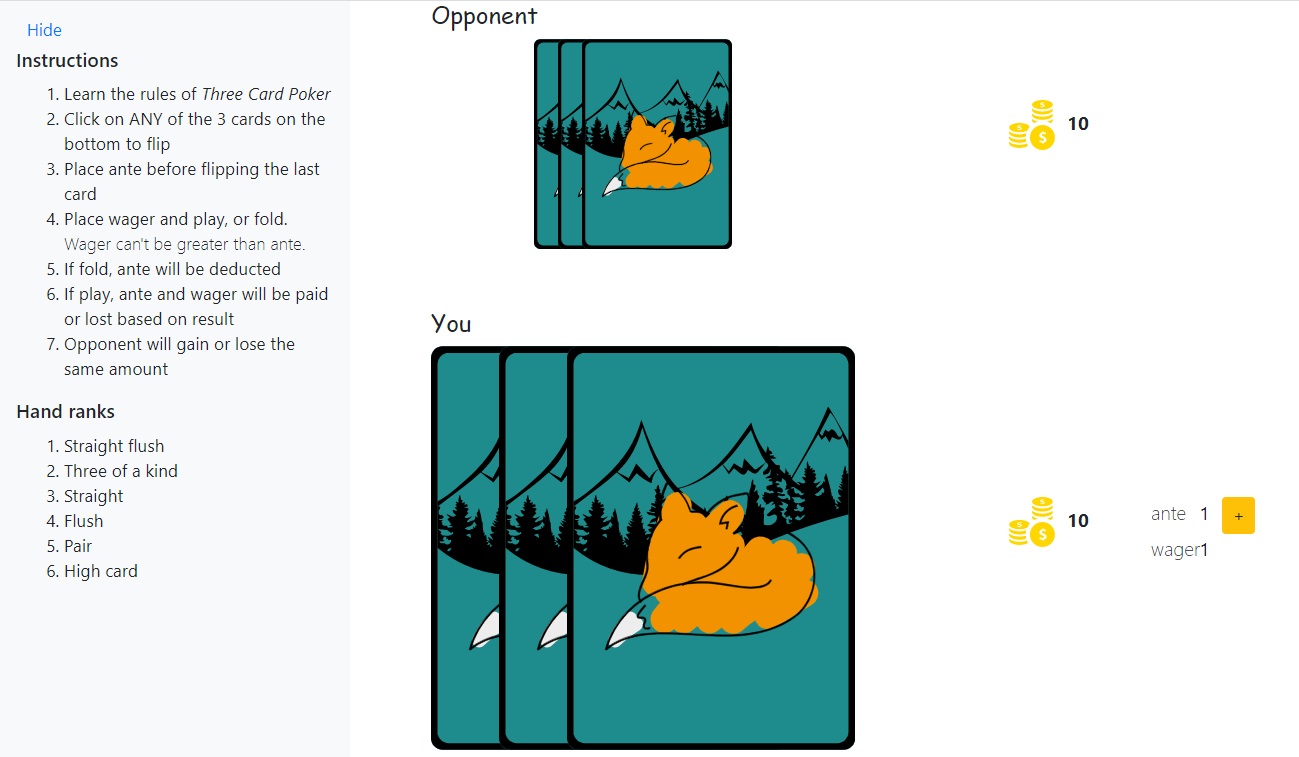 Hide
Instructions
1. Learn the rules of Three Card Poker
2. Click on ANY of the 3 cards on the
bottom to flip
3. Place ante before flipping the last
card
4. Place wager and play, or fold.
Wager can't be greater than ante.
5. If fold, ante will be deducted
6. If play, ante and wager will be paid
or lost based on result
7. Opponent will gain or lose the
same amount
Hand ranks
1. Straight flush
2. Three of a kind
3. Straight
4. Flush
5. Pair
6. High card
Opponent
10
You
10
ante 1 +
wager1